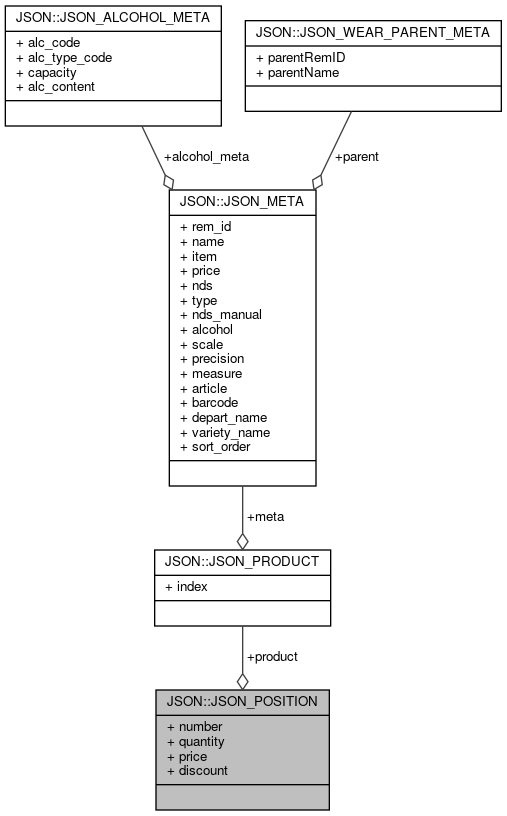 JSON::JSON_ALCOHOL_META
+ alc_code
+ alc_type_code
+ capacity
+ alc_content
JSON::JSON_WEAR_PARENT_META
+ parentRemID
+ parentName
+alcohol_meta
+parent
JSON::JSON_META
+ rem_id
+ name
+ item
+ price
+ nds
+ type
+ nds_manual
+ alcohol
+ scale
+ precision
+ measure
+ article
+ barcode
+ depart_name
+ variety_name
+ sort_order
+meta
JSON::JSON_PRODUCT
+ index
+product
JSON::JSON_POSITION
+ number
+ quantity
+ price
+ discount